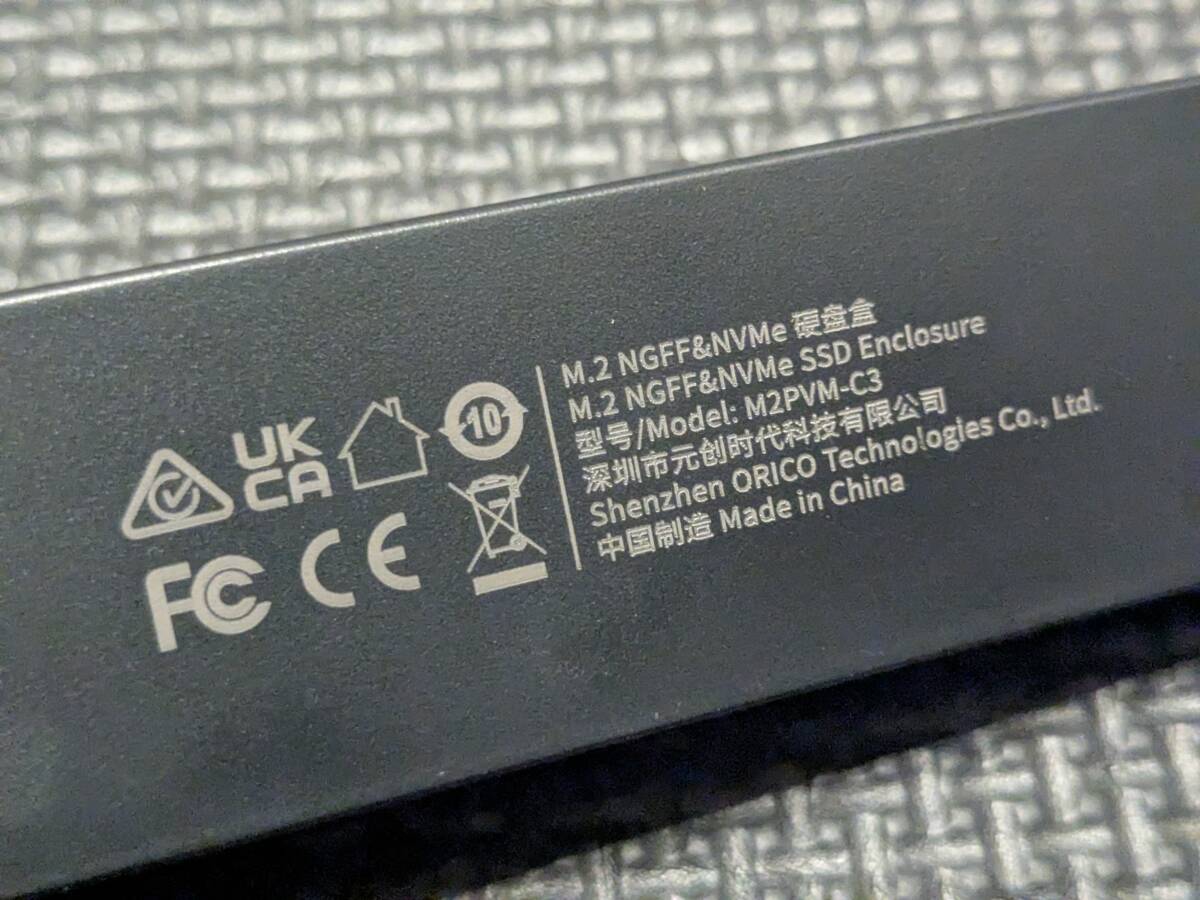 UK
CA
10
FC CE
M.2 NGFF&NVMe 硬盘盒
M.2 NGFF&NVMe SSD Enclosure
型号/Model: M2PVM-C3
深圳市元创时代科技有限公司
Shenzhen ORICO Technologies Co., Ltd.
中国制造 Made in China